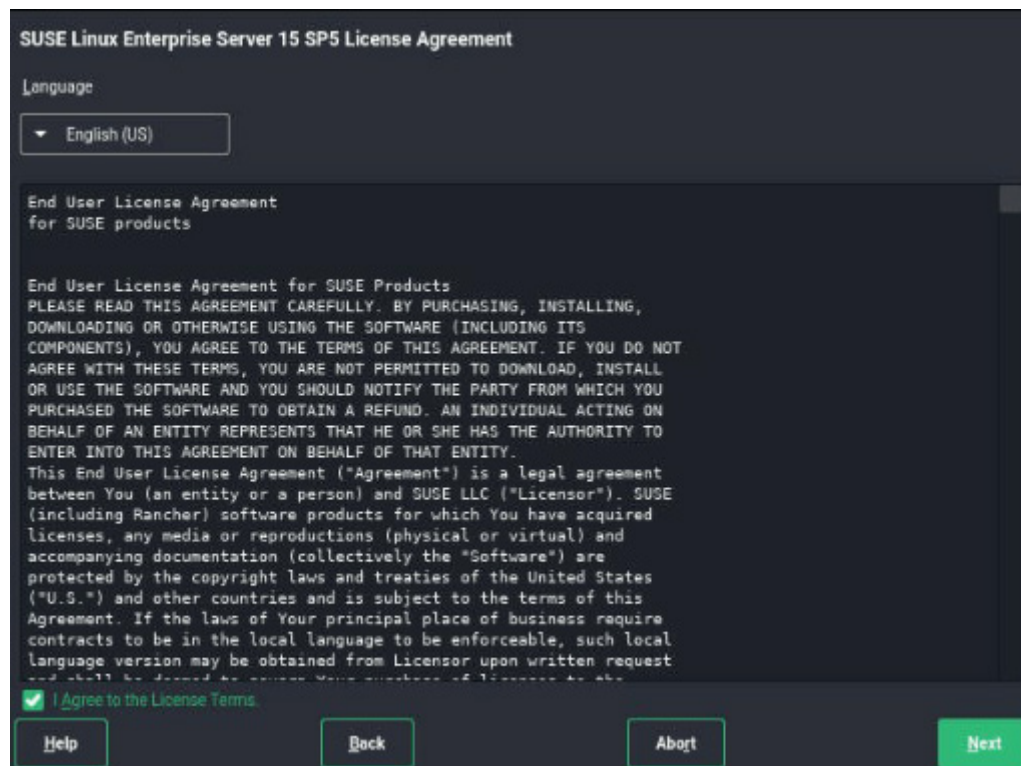 SUSE Linux Enterprise Server 15 SP5 License Agreement
Language
English (US)
End User License Agreement
for SUSE products
End User License Agreement for SUSE Products
PLEASE READ THIS AGREEMENT CAREFULLY. BY PURCHASING, INSTALLING,
DOWNLOADING OR OTHERWISE USING THE SOFTWARE (INCLUDING ITS
COMPONENTS), YOU AGREE TO THE TERMS OF THIS AGREEMENT. IF YOU DO NOT
AGREE WITH THESE TERMS, YOU ARE NOT PERMITTED TO DOWNLOAD, INSTALL
OR USE THE SOFTWARE AND YOU SHOULD NOTIFY THE PARTY FROM WHICH YOU
PURCHASED THE SOFTWARE TO OBTAIN A REFUND. AN INDIVIDUAL ACTING ON
BEHALF OF AN ENTITY REPRESENTS THAT HE OR SHE HAS THE AUTHORITY TO
ENTER INTO THIS AGREEMENT ON BEHALF OF THAT ENTITY.
This End User License Agreement ("Agreement") is a legal agreement
between You (an entity or a person) and SUSE LLC ("Licensor"). SUSE
(including Rancher) software products for which You have acquired
licenses, any media or reproductions (physical or virtual) and
accompanying documentation (collectively the "Software") are
protected by the copyright laws and treaties of the United States
("U.S.") and other countries and is subject to the terms of this
Agreement. If the laws of Your principal place of business require
contracts to be in the local language to be enforceable, such local
language version may be obtained from Licensor upon written request
I Agree to the License Terms.
Help Back Abort Next